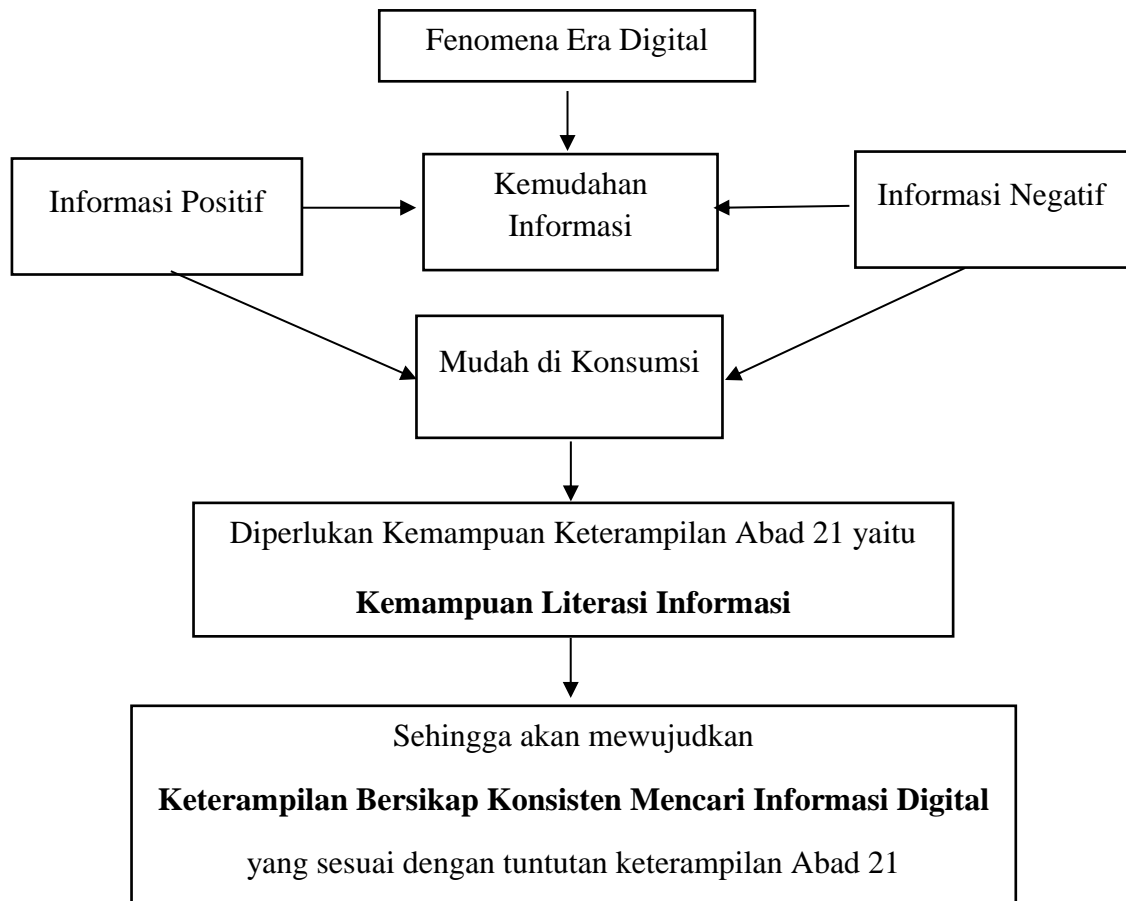 Fenomena Era Digital
Informasi Positif
Kemudahan
Informasi
Informasi Negatif
Mudah di Konsumsi
Diperlukan Kemampuan Keterampilan Abad 21 yaitu
Kemampuan Literasi Informasi
Sehingga akan mewujudkan
Keterampilan Bersikap Konsisten Mencari Informasi Digital
yang sesuai dengan tuntutan keterampilan Abad 21